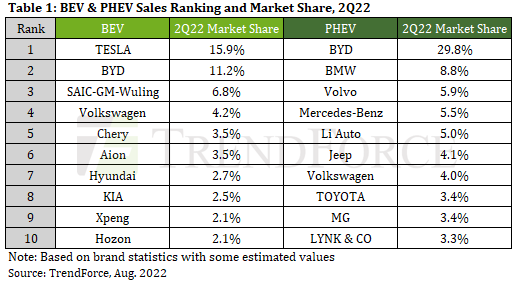 Table 1: BEV & PHEV Sales Ranking and Market Share, 2Q22
Rank BEV 2Q22 Market Share PHEV 2Q22 Market Share
1 TESLA 15.9% BYD 29.8%
2 BYD 11.2% BMW 8.8%
3 SAIC-GM-Wuling 6.8% Volvo 5.9%
4 Volkswagen 4.2% Mercedes-Benz 5.5%
5 Chery 3.5% Li Auto 5.0%
6 Aion 3.5% Jeep 4.1%
7 Hyundai 2.7% Volkswagen 4.0%
8 KIA 2.5% TOYOTA 3.4%
9 Xpeng 2.1% MG 3.4%
10 Hozon 2.1% LYNK & CO 3.3%
TRENDFORCE
Note: Based on brand statistics with some estimated values
Source: TrendForce, Aug. 2022